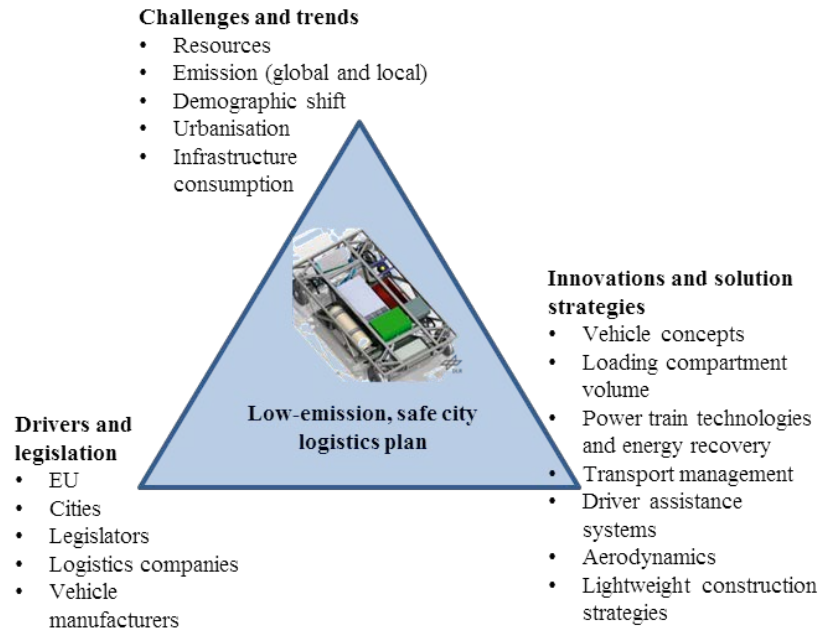 Challenges and trends
• Resources
• Emission (global and local)
• Demographic shift
• Urbanisation
• Infrastructure
consumption
Innovations and solution
strategies
• Vehicle concepts
• Loading compartment
volume
• Power train technologies
and energy recovery
• Transport management
• Driver assistance
systems
• Aerodynamics
• Lightweight construction
strategies
DLR
Low-emission, safe city
logistics plan
Drivers and
legislation
• EU
• Cities
• Legislators
• Logistics companies
• Vehicle
manufacturers